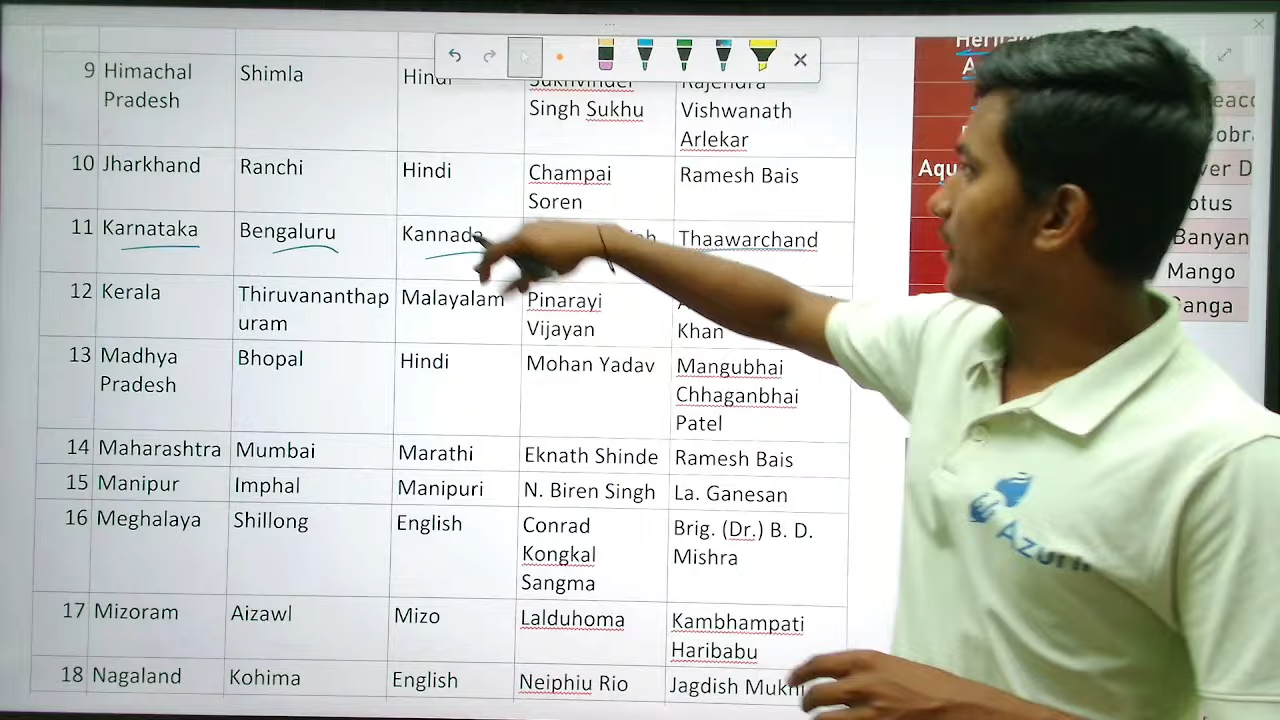 9 Himachal Pradesh Shimla Hindi Singh Sukhu Vishwanath Arlekar
10 Jharkhand Ranchi Hindi Champai Soren Ramesh Bais
11 Karnataka Bengaluru Kannada Thaawarchand
12 Kerala Thiruvananthapuram Malayalam Pinarayi Vijayan Khan
13 Madhya Pradesh Bhopal Hindi Mohan Yadav Mangubhai Chhaganbhai Patel
14 Maharashtra Mumbai Marathi Eknath Shinde Ramesh Bais
15 Manipur Imphal Manipuri N. Biren Singh La. Ganesan
16 Meghalaya Shillong English Conrad Kongkal Sangma Brig. (Dr.) B. D. Mishra
17 Mizoram Aizawl Mizo Lalduhoma Kambhampati Haribabu
18 Nagaland Kohima English Neiphiu Rio Jagdish
Banyan
Mango